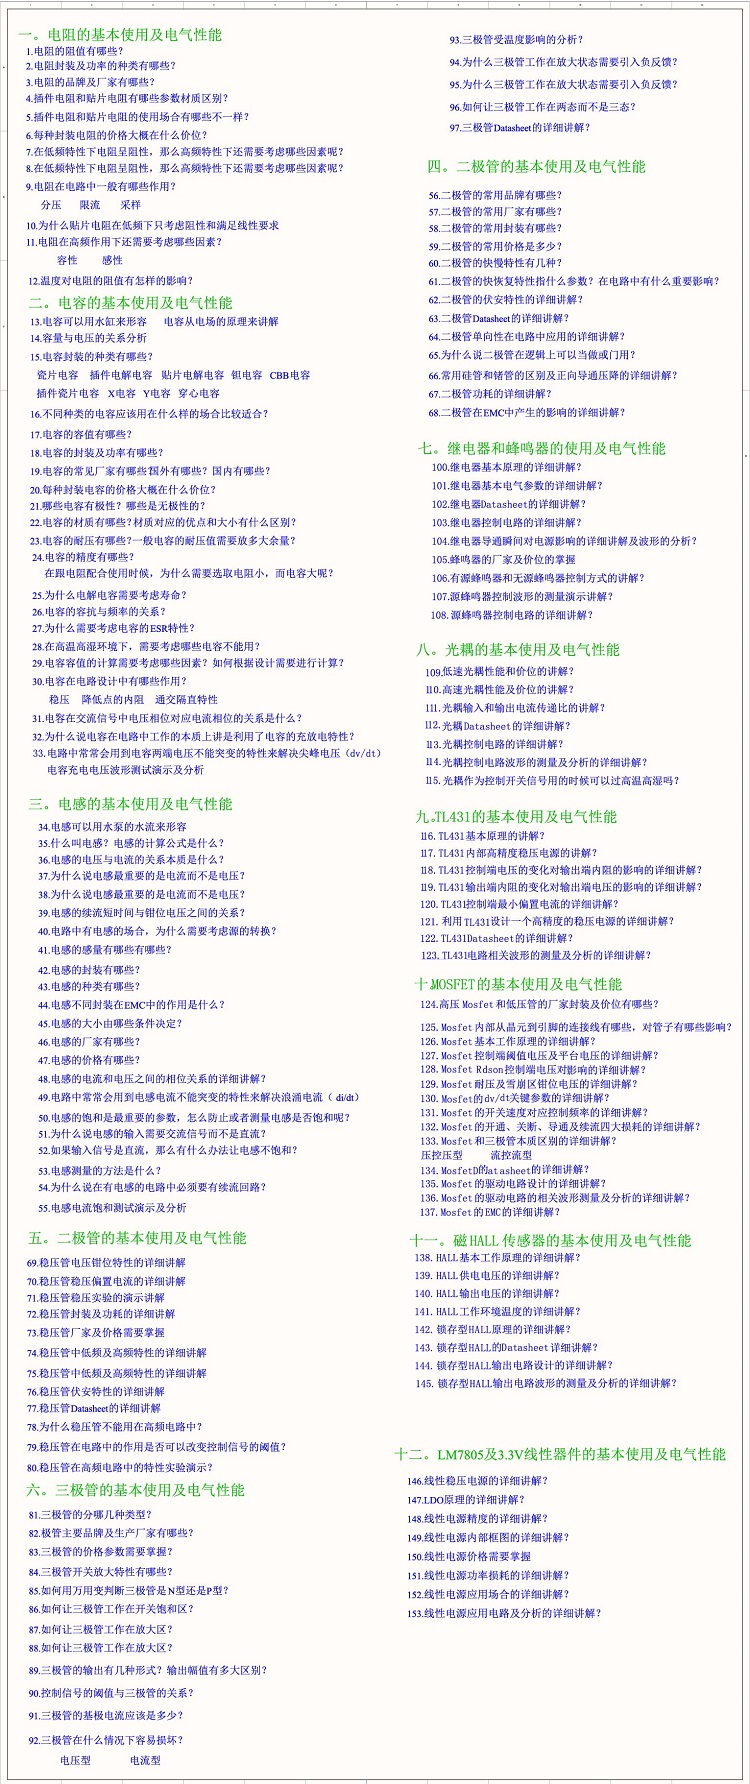 一。电阻的基本使用及电气性能
1.电阻的阻值有哪些?
2.电阻封装及功率的种类有哪些?
3.电阻的品牌及厂家有哪些?
4.插件电阻和贴片电阻有哪些参数材质区别?
5.插件电阻和贴片电阻的使用场合有哪些不一样?
6.每种封装电阻的价格大概在什么价位?
7.在低频特性下电阻呈阻性，那么高频特性下还需要考虑哪些因素呢?
8.在低频特性下电阻呈阻性，那么高频特性下还需要考虑哪些因素呢?
9.电阻在电路中一般有哪些作用?
分压 限流 采样
10.为什么贴片电阻在低频下只考虑阻性和满足线性要求
11.电阻在高频作用下还需要考虑哪些因素?
容性 感性
12.温度对电阻的阻值有怎样的影响?
二。电容的基本使用及电气性能
13.电容可以用水缸来形容 电容从电场的原理来讲解
14.容量与电压的关系分析
15.电容封装的种类有哪些?
瓷片电容 插件电解电容 贴片电解电容 钽电容 CBB电容
插件瓷片电容 X电容 Y电容 穿心电容
16.不同种类的电容应该用在什么样的场合比较适合?
17.电容的容值有哪些?
18.电容的封装及功率有哪些?
19.电容的常见厂家有哪些?国外有哪些? 国内有哪些?
20.每种封装电容的价格大概在什么价位?
21.哪些电容有极性? 哪些是无极性的?
22.电容的材质有哪些?材质对应的优点和大小有什么区别?
23.电容的耐压有哪些?一般电容的耐压值需要放多大余量?
24.电容的精度有哪些?
在跟电阻配合使用时候，为什么需要选取电阻小，而电容大呢?
25.为什么电解电容需要考虑寿命?
26.电容的容抗与频率的关系?
27.为什么需要考虑电容的ESR特性?
28.在高温高湿环境下，需要考虑哪些电容不能用?
29.电容容值的计算需要考虑哪些因素? 如何根据设计需要进行计算?
30.电容在电路设计中有哪些作用?
稳压 降低点的内阻 通交隔直特性
31.电容在交流信号中电压相位对应电流相位的关系是什么?
32.为什么说电容在电路中工作的本质上讲是利用了电容的充放电特性?
33.电路中常常会用到电容两端电压不能突变的特性来解决尖峰电压（dv/dt）
电容充电电压波形测试演示及分析
三。电感的基本使用及电气性能
34.电感可以用水泵的水流来形容
35.什么叫电感? 电感的计算公式是什么?
36.电感的电压与电流的关系本质是什么?
37.为什么说电感最重要的是电流而不是电压?
38.为什么说电感最重要的是电流而不是电压?
39.电感的续流短时间与钳位电压之间的关系?
40.电路中有电感的场合，为什么需要考虑源的转换?
41.电感的感量有哪些有哪些?
42.电感的封装有哪些?
43.电感的种类有哪些?
44.电感不同封装在EMC中的作用是什么?
45.电感的大小由哪些条件决定?
46.电感的厂家有哪些?
47.电感的价格有哪些?
48.电感的电流和电压之间的相位关系的详细讲解?
49.电路中常常会用到电感电流不能突变的特性来解决浪涌电流（ di/dt）
50.电感的饱和是最重要的参数，怎么防止或者测量电感是否饱和呢?
51.为什么说电感的输入需要交流信号而不是直流?
52.如果输入信号是直流，那么有什么办法让电感不饱和?
53.电感测量的方法是什么?
54.为什么说在有电感的电路中必须要有续流回路?
55.电感电流饱和测试演示及分析
五。二极管的基本使用及电气性能
69.稳压管电压钳位特性的详细讲解
70.稳压管稳压偏置电流的详细讲解
71.稳压管稳压实验的演示讲解
72.稳压管封装及功耗的详细讲解
73.稳压管厂家及价格需要掌握
74.稳压管中低频及高频特性的详细讲解
75.稳压管中低频及高频特性的详细讲解
76.稳压管伏安特性的详细讲解
77.稳压管Datasheet的详细讲解
78.为什么稳压管不能用在高频电路中?
79.稳压管在电路中的作用是否可以改变控制信号的阈值?
80.稳压管在高频电路中的特性实验演示?
六。三极管的基本使用及电气性能
81.三极管的分哪几种类型?
82.极管主要品牌及生产厂家有哪些?
83.三极管的价格参数需要掌握?
84.三极管开关放大特性有哪些?
85.如何用万用变判断三极管是N型还是P型?
86.如何让三极管工作在开关饱和区?
87.如何让三极管工作在放大区?
88.如何让三极管工作在放大区?
89.三极管的输出有几种形式? 输出幅值有多大区别?
90.控制信号的阈值与三极管的关系?
91.三极管的基极电流应该是多少?
92.三极管在什么情况下容易损坏?
电压型 电流型
93.三极管受温度影响的分析?
94.为什么三极管工作在放大状态需要引入负反馈?
95.为什么三极管工作在放大状态需要引入负反馈?
96.如何让三极管工作在两态而不是三态?
97.三极管Datasheet的详细讲解?
四。二极管的基本使用及电气性能
56.二极管的常用品牌有哪些?
57.二极管的常用厂家有哪些?
58.二极管的常用封装有哪些?
59.二极管的常用价格是多少?
60.二极管的快慢特性有几种?
61.二极管的快恢复特性指什么参数? 在电路中有什么重要影响?
62.二极管的伏安特性的详细讲解?
63.二极管Datasheet的详细讲解?
64.二极管单向性在电路中应用的详细讲解?
65.为什么说二极管在逻辑上可以当做或门用?
66.常用硅管和锗管的区别及正向导通压降的详细讲解?
67.二极管功耗的详细讲解?
68.二极管在EMC中产生的影响的详细讲解?
七。继电器和蜂鸣器的使用及电气性能
100.继电器基本原理的详细讲解?
101.继电器基本电气参数的详细讲解?
102.继电器Datasheet的详细讲解?
103.继电器控制电路的详细讲解?
104.继电器导通瞬间对电源影响的详细讲解及波形的分析?
105.蜂鸣器的厂家及价位的掌握
106.有源蜂鸣器和无源蜂鸣器控制方式的讲解?
107.源蜂鸣器控制波形的测量演示讲解?
108.源蜂鸣器控制电路的详细讲解?
八。光耦的基本使用及电气性能
109.低速光耦性能和价位的讲解?
110.高速光耦性能及价位的讲解?
111.光耦输入和输出电流传递比的讲解?
112.光耦Datasheet的详细讲解?
113.光耦控制电路的详细讲解?
114.光耦控制电路波形的测量及分析的详细讲解?
115.光耦作为控制开关信号用的时候可以过高温高湿吗?
九。TL431的基本使用及电气性能
116.TL431基本原理的讲解?
117.TL431内部高精度稳压电源的讲解?
118.TL431控制端电压的变化对输出端内阻的影响的详细讲解?
119.TL431输出端内阻的变化对输出端电压的影响的详细讲解?
120.TL431控制端最小偏置电流的详细讲解?
121.利用TL431设计一个高精度的稳压电源的详细讲解?
122.TL431Datasheet的详细讲解?
123.TL431电路相关波形的测量及分析的详细讲解?
十.MOSFET的基本使用及电气性能
124.高压 Mosfet 和低压管的厂家封装及价位有哪些?
125. Mosfet 内部从晶元到引脚的连接线有哪些，对管子有哪些影响?
126. Mosfet 基本工作原理的详细讲解?
127. Mosfet 控制端阈值电压及平台电压的详细讲解?
128. Mosfet Rdson控制端电压对影响的详细讲解?
129. Mosfet 耐压及雪崩区钳位电压的详细讲解?
130. Mosfet的dv/dt关键参数的详细讲解?
131. Mosfet的开关速度对应控制频率的详细讲解?
132. Mosfet的开通、关断、导通及续流四大损耗的详细讲解?
133. Mosfet和三极管本质区别的详细讲解?
压控压型 流控流型
134. MosfetD的atasheet的详细讲解?
135. Mosfet的驱动电路设计的详细讲解?
136. Mosfet的驱动电路的相关波形测量及分析的详细讲解?
137. Mosfet的EMC的详细讲解?
十一。磁HALL传感器的基本使用及电气性能
138. HALL基本工作原理的详细讲解?
139. HALL供电电压的详细讲解?
140. HALL输出电压的详细讲解?
141. HALL工作环境温度的详细讲解?
142. 锁存型HALL原理的详细讲解?
143. 锁存型HALL的Datasheet详细讲解?
144. 锁存型HALL输出电路设计的详细讲解?
145. 锁存型HALL输出电路波形的测量及分析的详细讲解?
十二。LM7805及3.3V线性器件的基本使用及电气性能
146.线性稳压电源的详细讲解?
147.LDO原理的详细讲解?
148.线性电源精度的详细讲解?
149.线性电源内部框图的详细讲解?
150.线性电源价格需要掌握
151.线性电源功率损耗的详细讲解?
152.线性电源应用场合的详细讲解?
153.线性电源应用电路及分析的详细讲解?